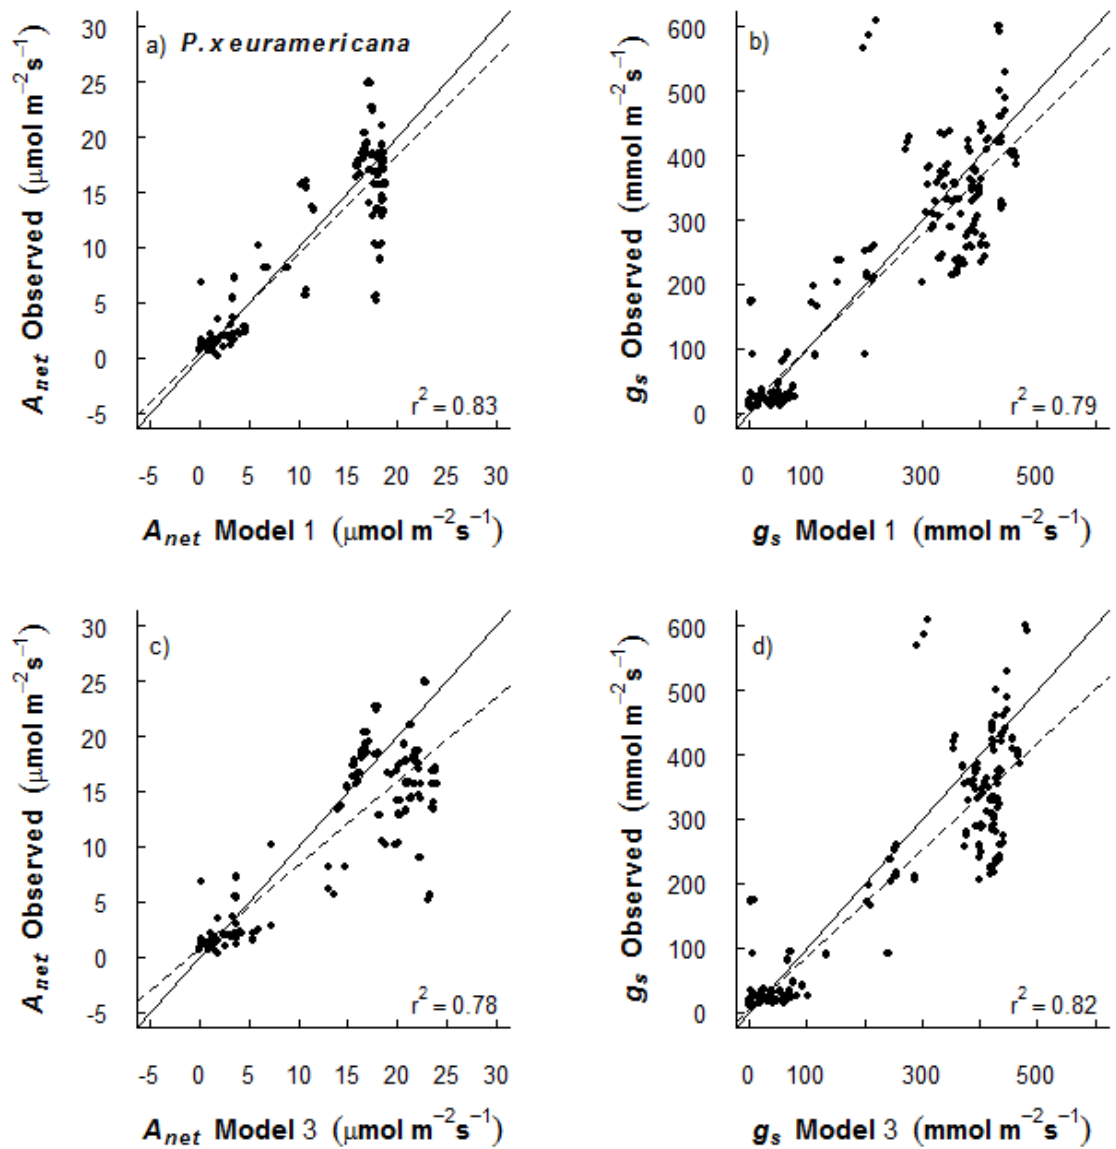 a) P.xeuramericana
30
25
20
15
10
5
0
-5
A_net Observed (μmol m⁻²s⁻¹)
r² = 0.83
-5 0 5 10 15 20 25 30
A_net Model 1 (μmol m⁻²s⁻¹)
b)
600
500
400
300
200
100
0
g_s Observed (mmol m⁻²s⁻¹)
r² = 0.79
0 100 300 500
g_s Model 1 (mmol m⁻²s⁻¹)
c)
30
25
20
15
10
5
0
-5
A_net Observed (μmol m⁻²s⁻¹)
r² = 0.78
-5 0 5 10 15 20 25 30
A_net Model 3 (μmol m⁻²s⁻¹)
d)
600
500
400
300
200
100
0
g_s Observed (mmol m⁻²s⁻¹)
r² = 0.82
0 100 300 500
g_s Model 3 (mmol m⁻²s⁻¹)